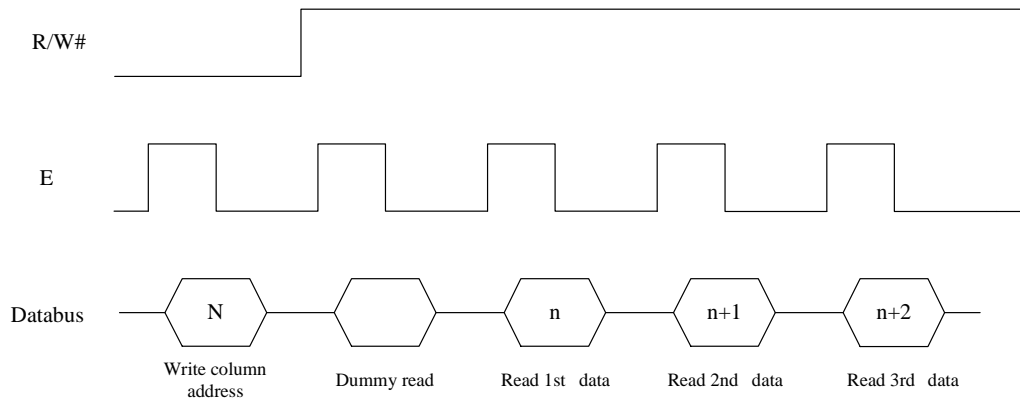 R/W#
E
Databus
N
n
n+1
n+2
Write column
address
Dummy read
Read 1st data
Read 2nd data
Read 3rd data